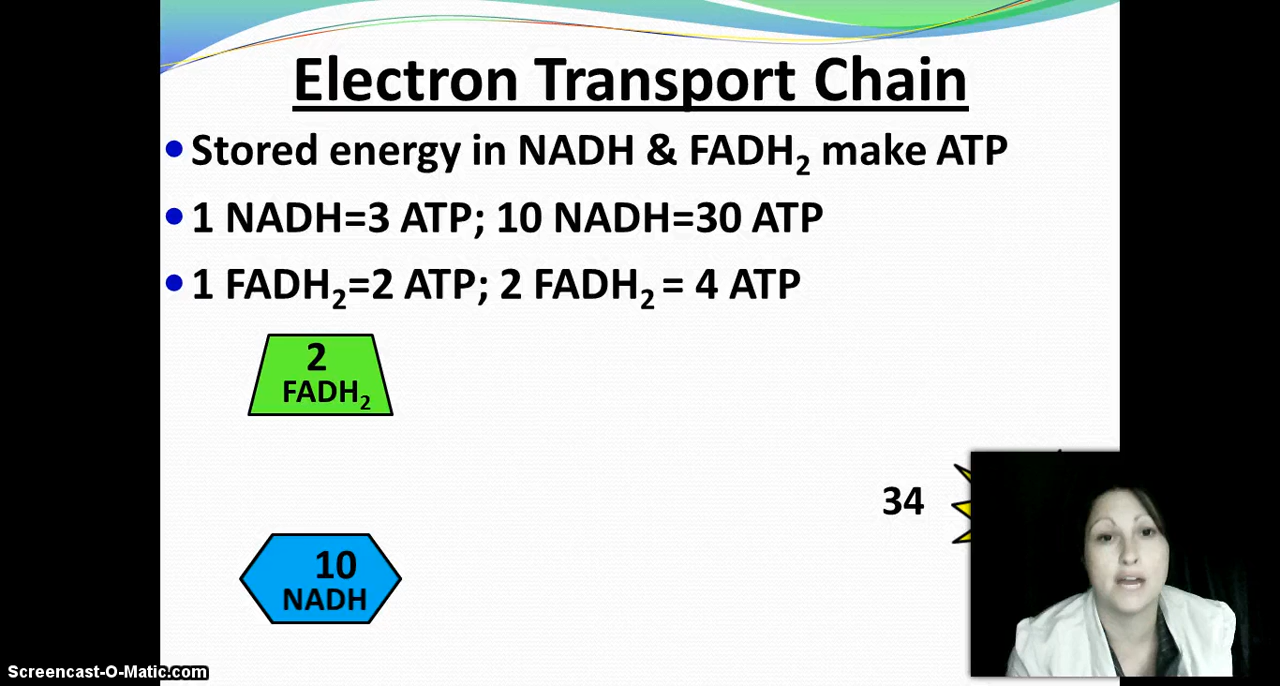 Electron Transport Chain
Stored energy in NADH & FADH₂ make ATP
1 NADH=3 ATP; 10 NADH=30 ATP
1 FADH₂=2 ATP; 2 FADH₂ = 4 ATP
2
FADH₂
34
10
NADH
Screencast-O-Matic.com